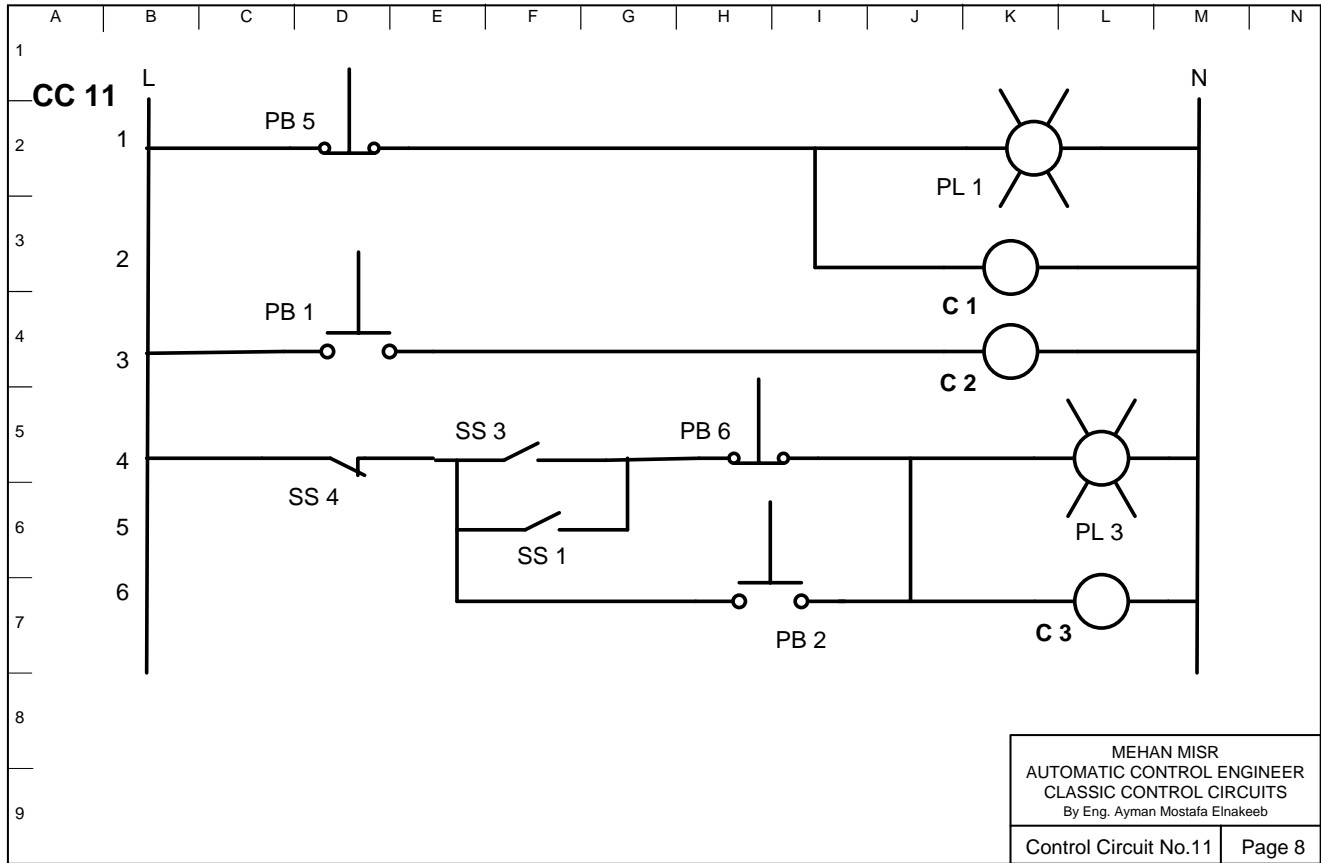 A B C D E F G H I J K L M N
1
L N
CC 11
PB 5
1
2
PL 1
3
2
PB 1
C 1
4
3
C 2
5
SS 3 PB 6
4
SS 4
6
5
SS 1
PL 3
6
7
C 3
PB 2
8
MEHAN MISR
AUTOMATIC CONTROL ENGINEER
CLASSIC CONTROL CIRCUITS
By Eng. Ayman Mostafa Elnakeeb
9
Control Circuit No.11 Page 8